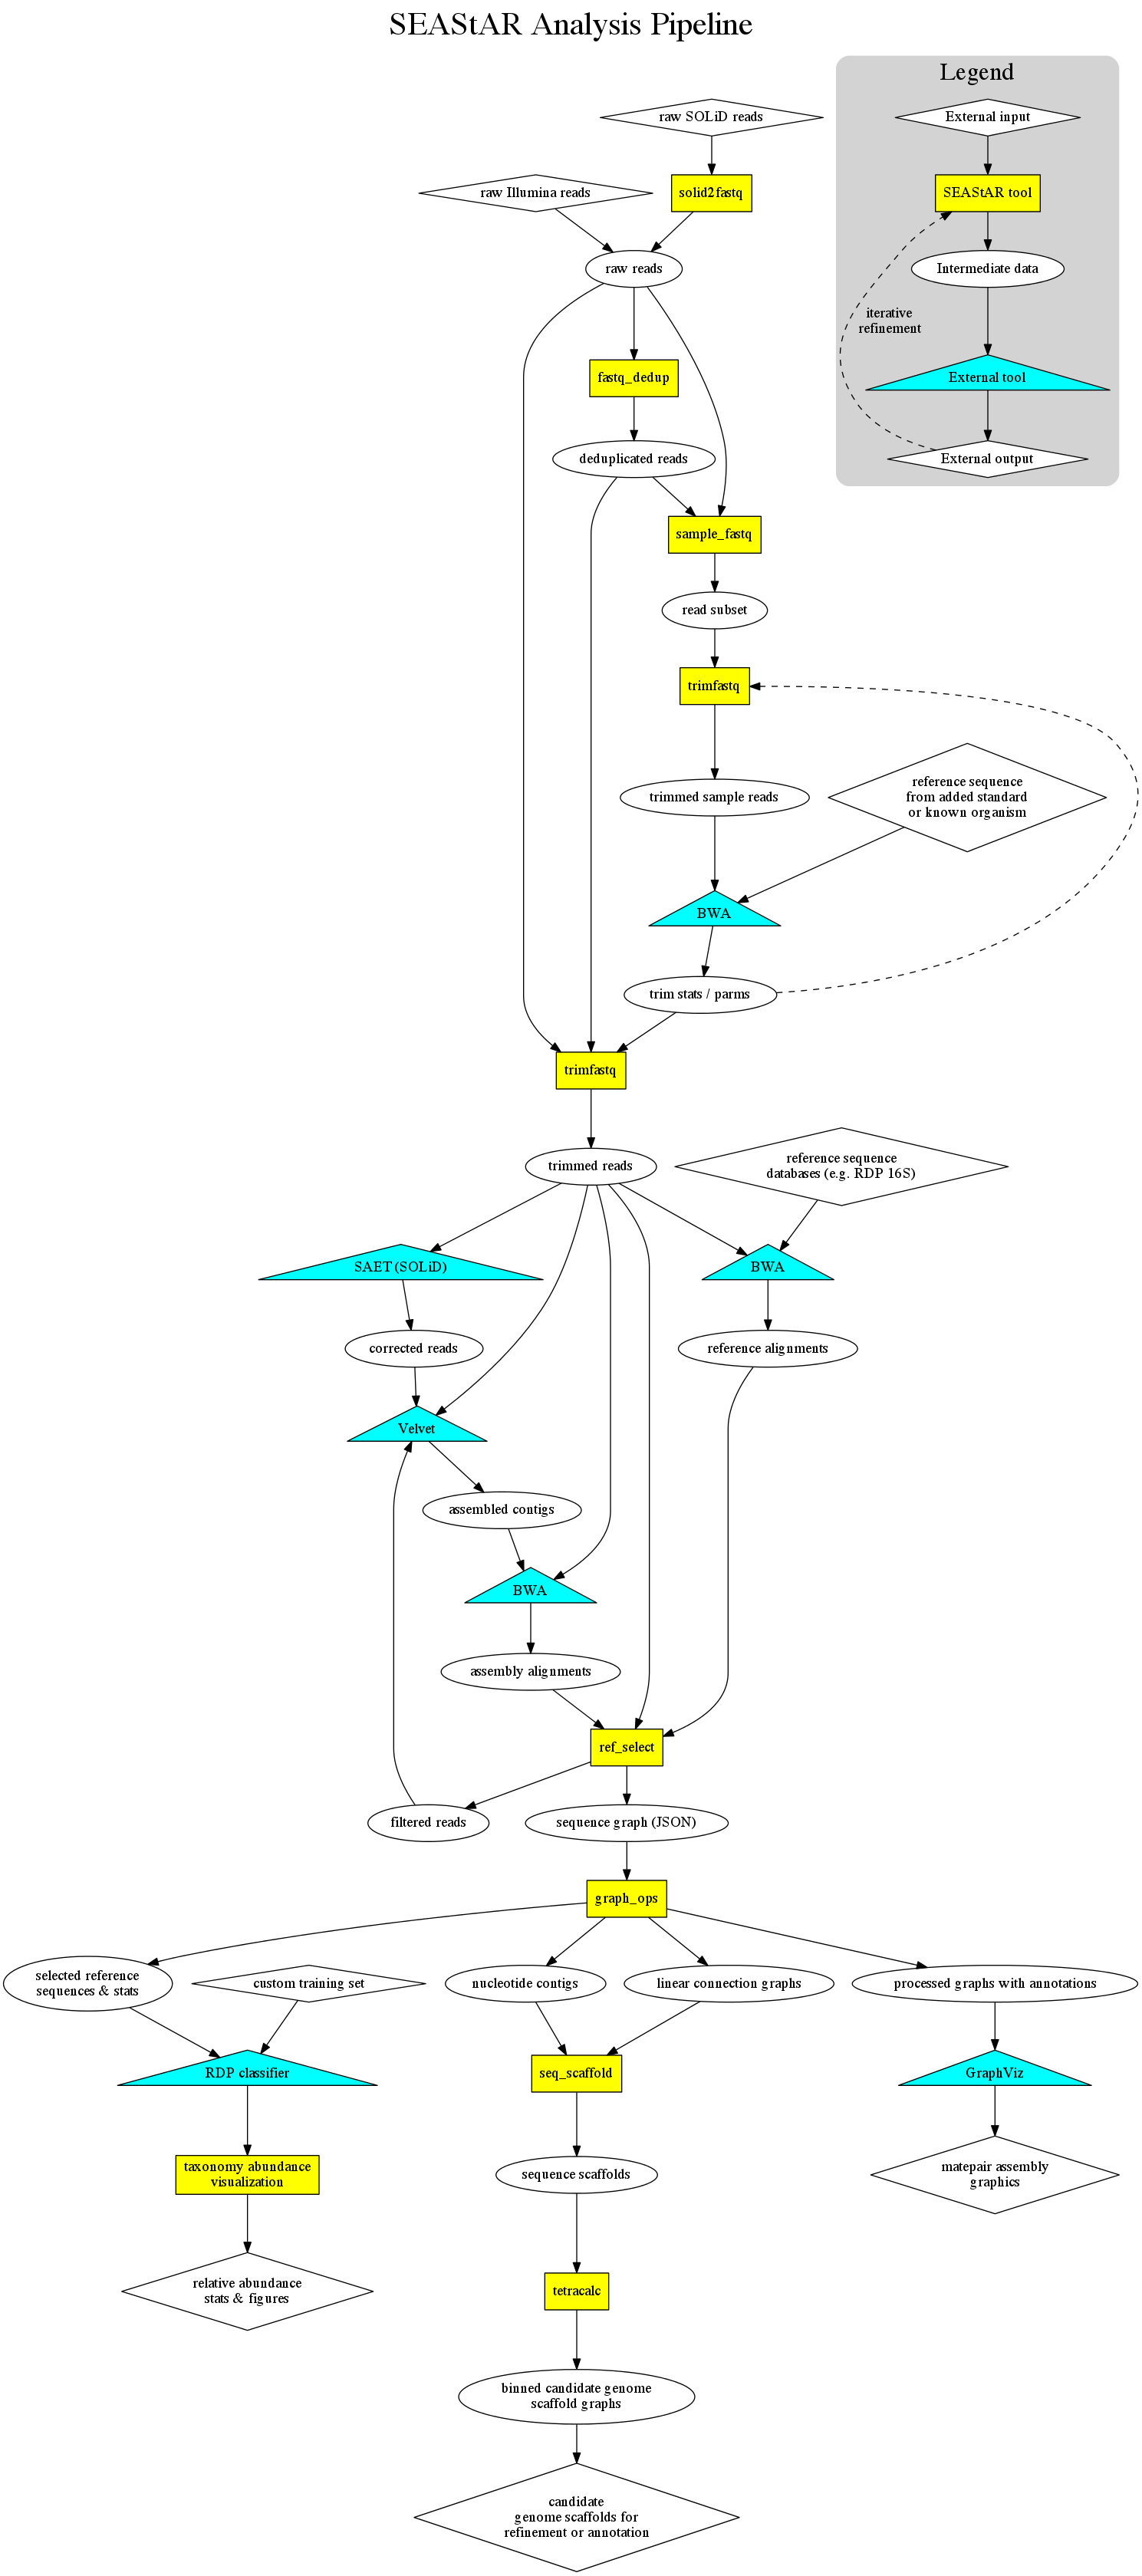 SEAStAR Analysis Pipeline
Legend
External input
SEAStAR tool
Intermediate data
iterative
refinement
External tool
External output
raw SOLiD reads
raw Illumina reads
solid2fastq
raw reads
fastq_dedup
deduplicated reads
sample_fastq
read subset
trimfastq
trimmed sample reads
reference sequence
from added standard
or known organism
BWA
trim stats / parms
trimfastq
trimmed reads
reference sequence
databases (e.g. RDP 16S)
SAET (SOLiD)
BWA
corrected reads
reference alignments
Velvet
assembled contigs
BWA
assembly alignments
ref_select
filtered reads
sequence graph (JSON)
graph_ops
selected reference
sequences & stats
custom training set
nucleotide contigs
linear connection graphs
processed graphs with annotations
RDP classifier
seq_scaffold
GraphViz
taxonomy abundance
visualization
sequence scaffolds
matepair assembly
graphics
relative abundance
stats & figures
tetracalc
binned candidate genome
scaffold graphs
candidate
genome scaffolds for
refinement or annotation